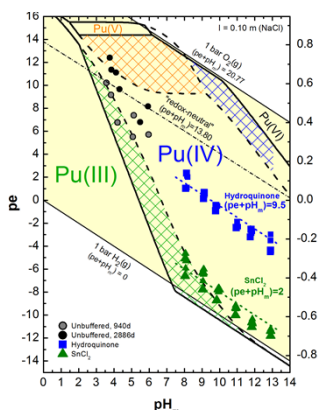 I = 0.10 m (NaCl)
Pu(V)
1 bar O2(g)
(pe+pHm) = 20.77
"redox-neutral"
(pe+pHm)=13.80
Pu(VI)
Pu(III)
Pu(IV)
Hydroquinone
(pe+pHm)=9.5
1 bar H2(g)
(pe+pHm) = 0
SnCl2
(pe+pHm)=2
Unbuffered, 940d
Unbuffered, 2886d
Hydroquinone
SnCl2
pe
16
14
12
10
8
6
4
2
0
-2
-4
-6
-8
-10
-12
-14
0.8
0.6
0.4
0.2
0.0
-0.2
-0.4
-0.6
-0.8
0 1 2 3 4 5 6 7 8 9 10 11 12 13 14
pH